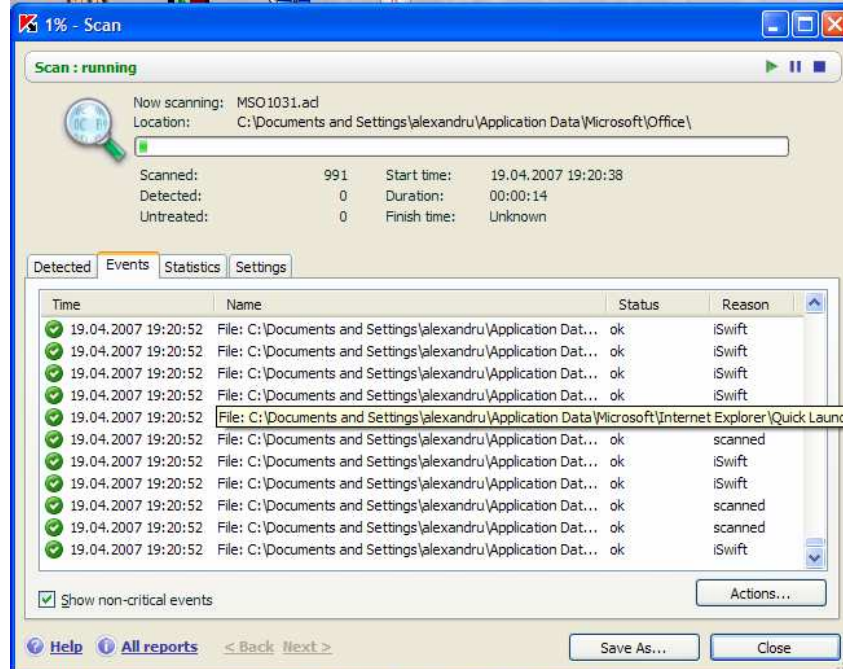 1% - Scan
Scan : running
Now scanning: MSO1031.acl
Location: C:\Documents and Settings\alexandru\Application Data\Microsoft\Office\
Scanned: 991 Start time: 19.04.2007 19:20:38
Detected: 0 Duration: 00:00:14
Untreated: 0 Finish time: Unknown
Detected Events Statistics Settings
Time Name Status Reason
19.04.2007 19:20:52 File: C:\Documents and Settings\alexandru\Application Dat... ok iSwift
19.04.2007 19:20:52 File: C:\Documents and Settings\alexandru\Application Dat... ok iSwift
19.04.2007 19:20:52 File: C:\Documents and Settings\alexandru\Application Dat... ok iSwift
19.04.2007 19:20:52 File: C:\Documents and Settings\alexandru\Application Dat... ok iSwift
19.04.2007 19:20:52 File: C:\Documents and Settings\alexandru\Application Data\Microsoft\Internet Explorer\Quick Launc
19.04.2007 19:20:52 File: C:\Documents and Settings\alexandru\Application Dat... ok scanned
19.04.2007 19:20:52 File: C:\Documents and Settings\alexandru\Application Dat... ok iSwift
19.04.2007 19:20:52 File: C:\Documents and Settings\alexandru\Application Dat... ok iSwift
19.04.2007 19:20:52 File: C:\Documents and Settings\alexandru\Application Dat... ok scanned
19.04.2007 19:20:52 File: C:\Documents and Settings\alexandru\Application Dat... ok scanned
19.04.2007 19:20:52 File: C:\Documents and Settings\alexandru\Application Dat... ok iSwift
Show non-critical events Actions...
Help All reports < Back Next > Save As... Close